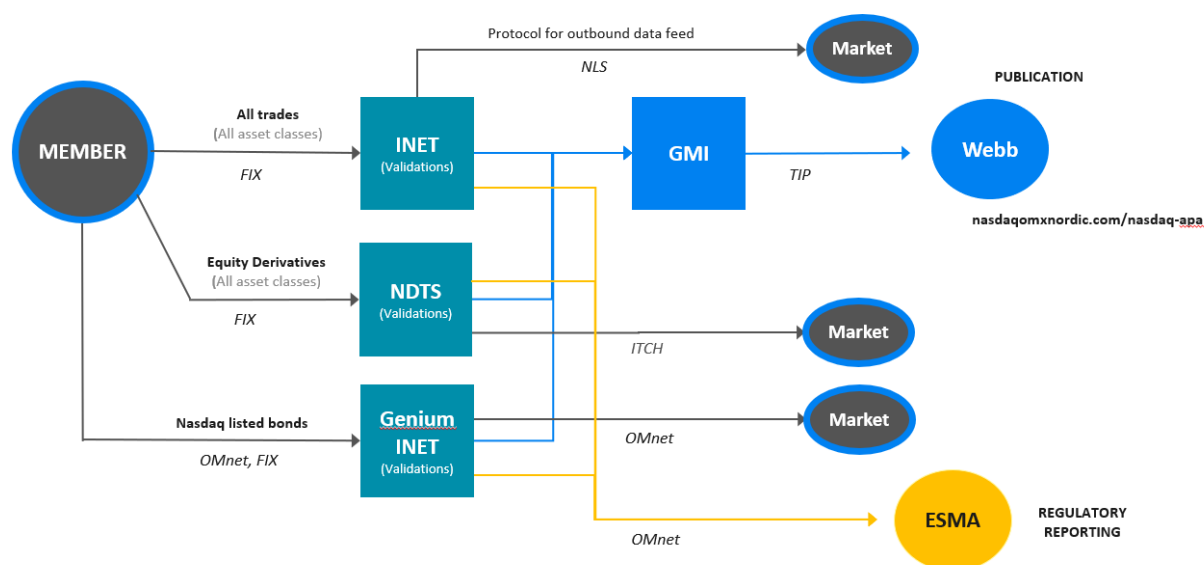 Protocol for outbound data feed
NLS
Market
PUBLICATION
MEMBER
All trades
(All asset classes)
FIX
INET
(Validations)
GMI
TIP
Webb
nasdaqomxnordic.com/nasdaq-apa
Equity Derivatives
(All asset classes)
FIX
NDTS
(Validations)
ITCH
Market
Nasdaq listed bonds
OMnet, FIX
Genium
INET
(Validations)
OMnet
Market
OMnet
ESMA
REGULATORY
REPORTING